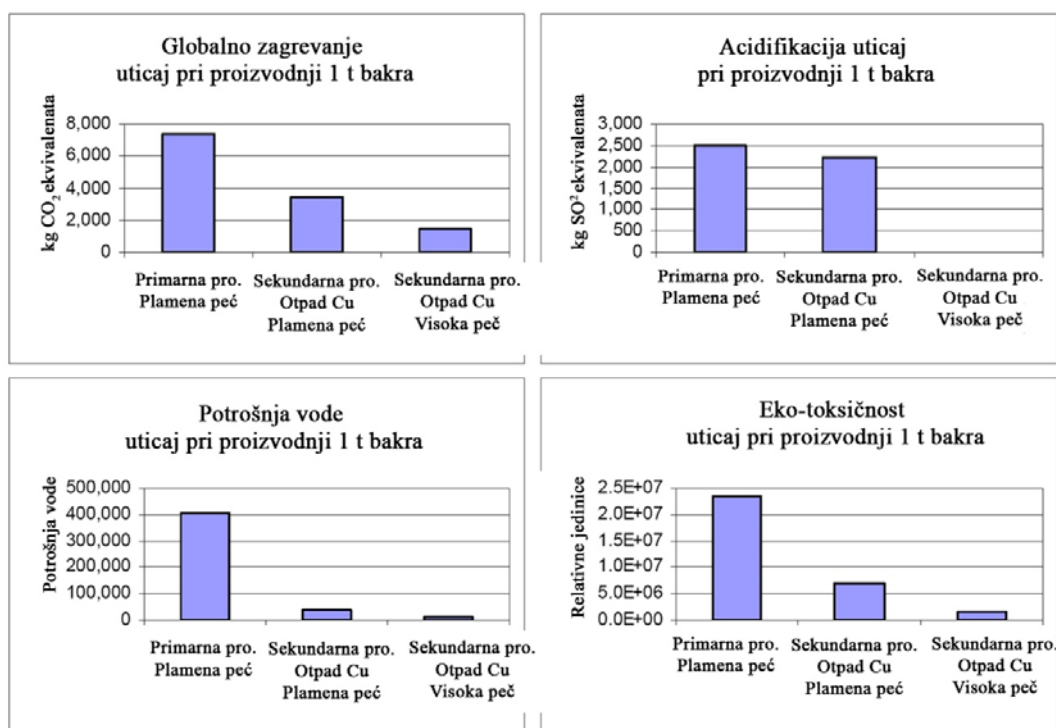 Globalno zagrevanje
uticaj pri proizvodnji 1 t bakra
kg CO2 ekvivalenata
8,000
6,000
4,000
2,000
0
Primarna pro.
Plamena peć
Sekundarna pro.
Otpad Cu
Plamena peć
Sekundarna pro.
Otpad Cu
Visoka peč
Acidifikacija uticaj
pri proizvodnji 1 t bakra
kg SO² ekvivalenata
3,000
2,500
2,000
1,500
1,000
500
0
Primarna pro.
Plamena peć
Sekundarna pro.
Otpad Cu
Plamena peć
Sekundarna pro.
Otpad Cu
Visoka peč
Potrošnja vode
uticaj pri proizvodnji 1 t bakra
Potrošnja vode
500,000
400,000
300,000
200,000
100,000
0
Primarna pro.
Plamena peć
Sekundarna pro.
Otpad Cu
Plamena peć
Sekundarna pro.
Otpad Cu
Visoka peč
Eko-toksičnost
uticaj pri proizvodnji 1 t bakra
Relativne jedinice
2.5E+07
2.0E+07
1.5E+07
1.0E+07
5.0E+06
0.0E+00
Primarna pro.
Plamena peć
Sekundarna pro.
Otpad Cu
Plamena peć
Sekundarna pro.
Otpad Cu
Visoka peč